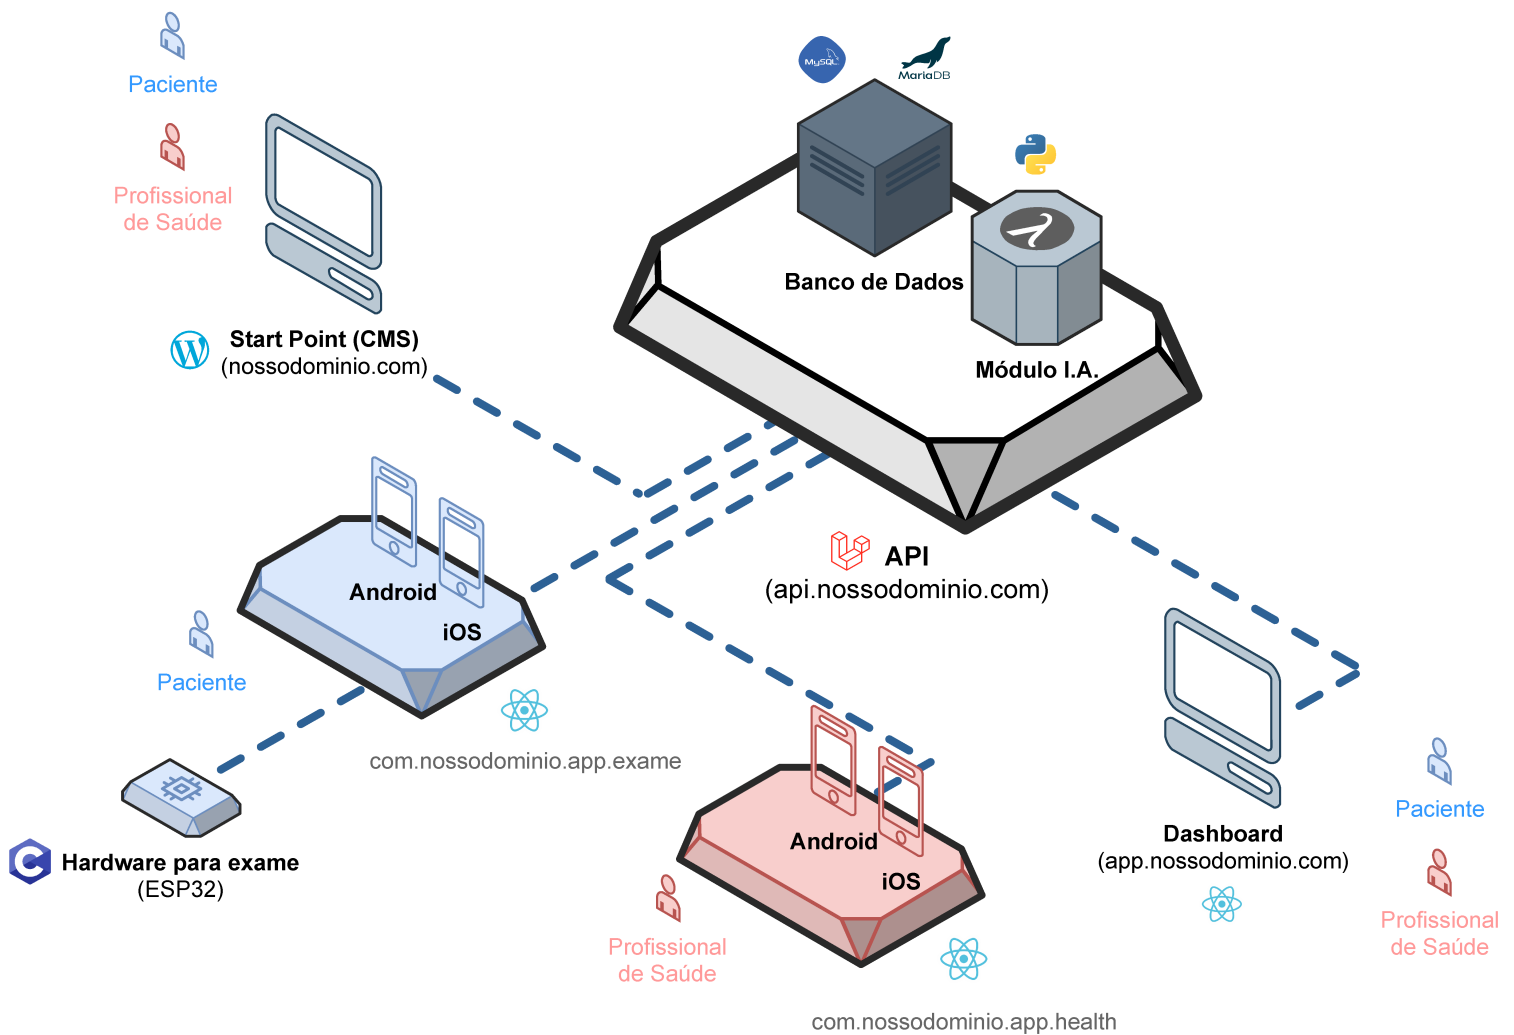 Paciente
Profissional
de Saúde
Start Point (CMS)
(nossodominio.com)
MySQL
MariaDB
Banco de Dados
λ
Módulo I.A.
API
(api.nossodominio.com)
Android
iOS
Paciente
com.nossodominio.app.exame
C
Hardware para exame
(ESP32)
Android
iOS
Profissional
de Saúde
com.nossodominio.app.health
Dashboard
(app.nossodominio.com)
Paciente
Profissional
de Saúde